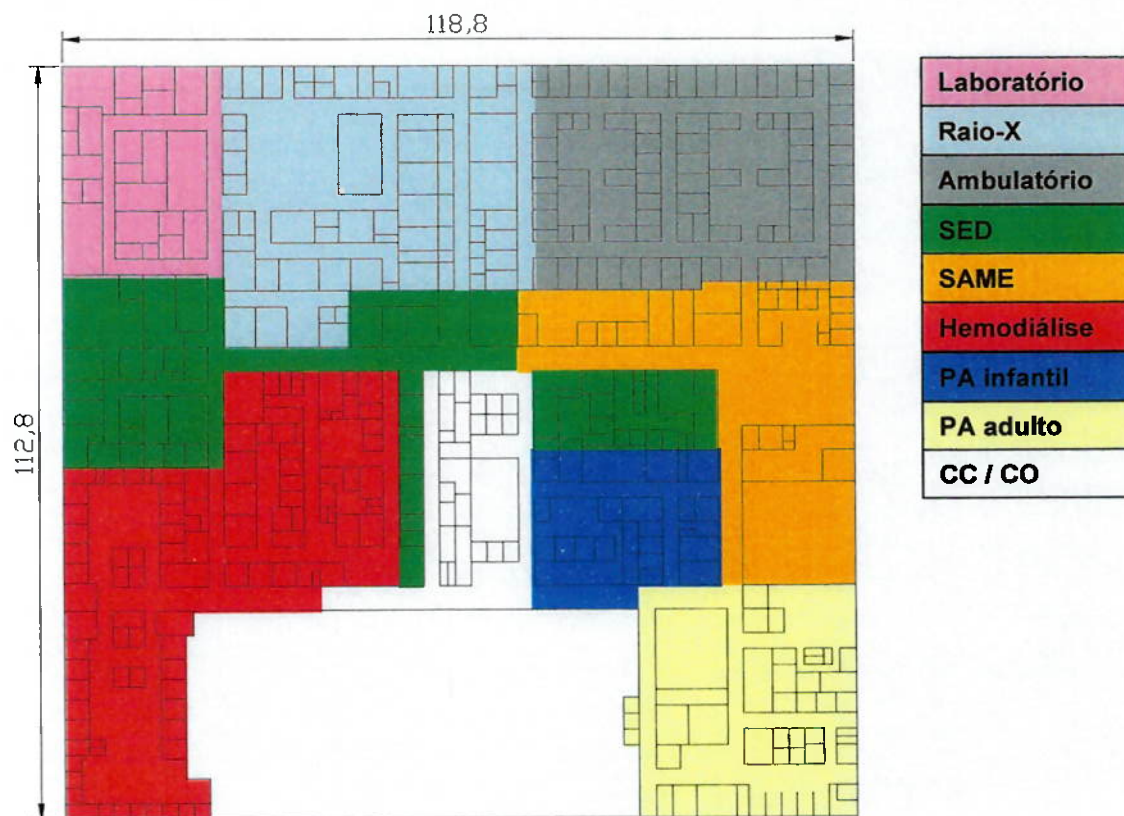 118,8
112,8
Laboratório
Raio-X
Ambulatório
SED
SAME
Hemodiálise
PA infantil
PA adulto
CC / CO